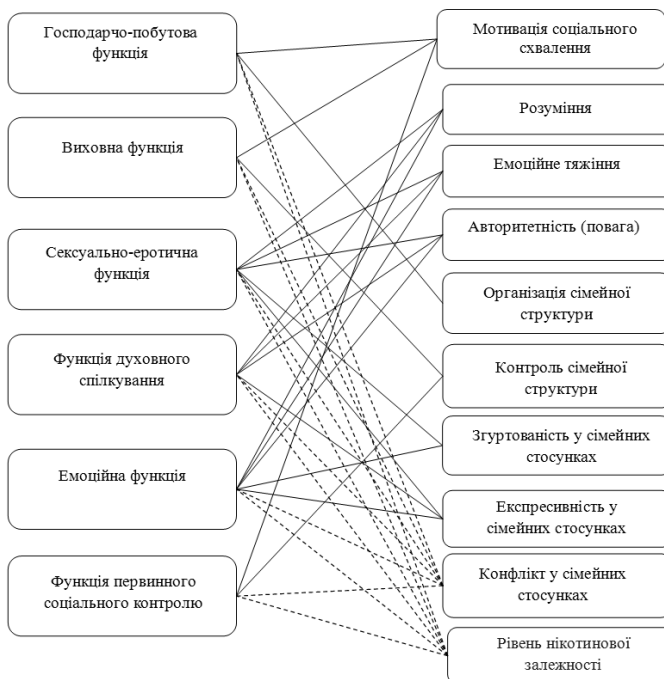 Господарчо-побутова
функція
Виховна функція
Сексуально-еротична
функція
Функція духовного
спілкування
Емоційна функція
Функція первинного
соціального контролю
Мотивація соціального
схвалення
Розуміння
Емоційне тяжіння
Авторитетність (повага)
Організація сімейної
структури
Контроль сімейної
структури
Згуртованість у сімейних
стосунках
Експресивність у
сімейних стосунках
Конфлікт у сімейних
стосунках
Рівень нікотинової
залежності